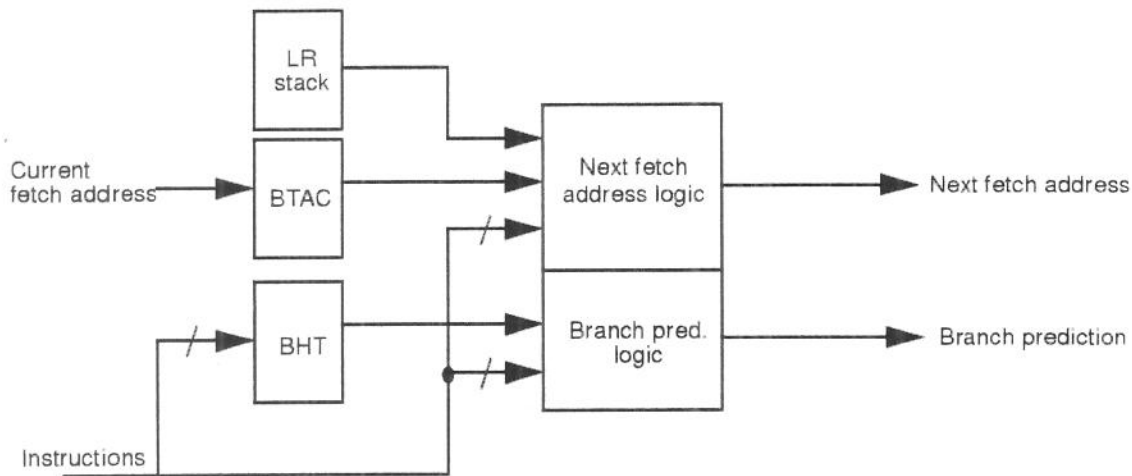 LR
stack
Current
fetch address
BTAC
Next fetch
address logic
Next fetch address
BHT
Branch pred.
logic
Branch prediction
Instructions